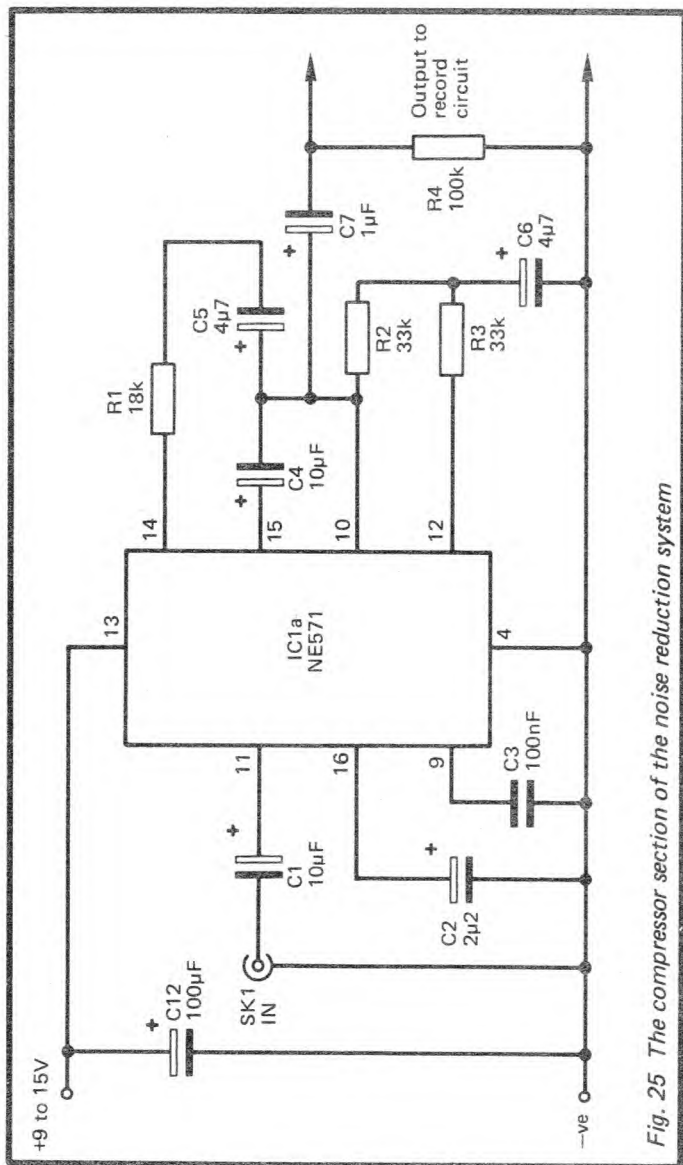 +9 to 15V
C12
100µF
+
SK1
IN
C1
10µF
+
C2
2µ2
+
C3
100nF
11
16
9
13
IC1a
NE571
4
14
15
10
12
R1
18k
C4
10µF
+
C5
4µ7
+
C7
1µF
+
R2
33k
R3
33k
C6
4µ7
+
R4
100k
Output to
record
circuit
−ve
Fig. 25 The compressor section of the noise reduction system